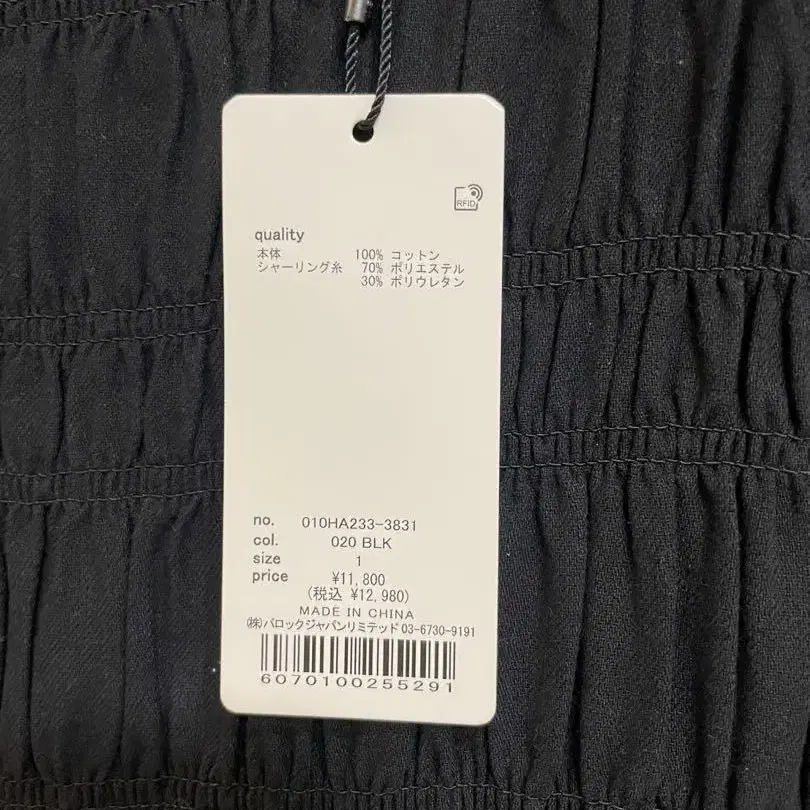 RFID
quality
本体 100% コットン
シャーリング糸 70% ポリエステル
30% ポリウレタン
no. 010HA233-3831
col. 020 BLK
size 1
price ¥11,800
(税込 ¥12,980)
MADE IN CHINA
㈱バロックジャパンリミテッド 03-6730-9191
6070100255291